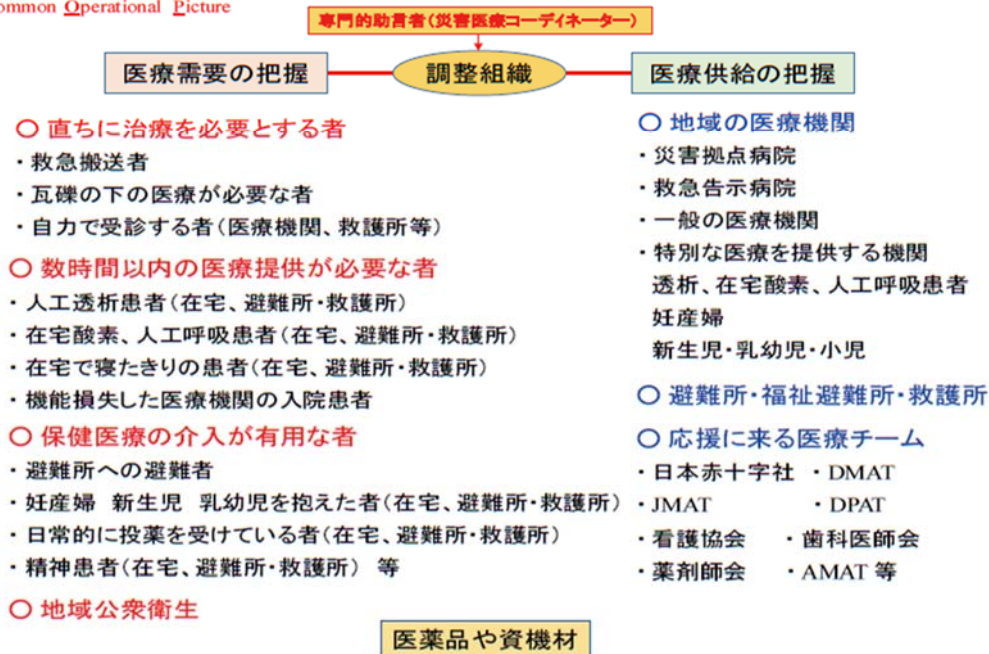 ommon Operational Picture
専門的助言者(災害医療コーディネーター)
医療需要の把握
調整組織
医療供給の把握
〇 直ちに治療を必要とする者
・救急搬送者
・瓦礫の下の医療が必要な者
・自力で受診する者(医療機関、救護所等)
〇 数時間以内の医療提供が必要な者
・人工透析患者(在宅、避難所・救護所)
・在宅酸素、人工呼吸患者(在宅、避難所・救護所)
・在宅で寝たきりの患者(在宅、避難所・救護所)
・機能損失した医療機関の入院患者
〇 保健医療の介入が有用な者
・避難所への避難者
・妊産婦 新生児 乳幼児を抱えた者(在宅、避難所・救護所)
・日常的に投薬を受けている者(在宅、避難所・救護所)
・精神患者(在宅、避難所・救護所) 等
〇 地域公衆衛生
〇 地域の医療機関
・災害拠点病院
・救急告示病院
・一般の医療機関
・特別な医療を提供する機関
透析、在宅酸素、人工呼吸患者
妊産婦
新生児・乳幼児・小児
〇 避難所・福祉避難所・救護所
〇 応援に来る医療チーム
・日本赤十字社 ・DMAT
・JMAT ・DPAT
・看護協会 ・歯科医師会
・薬剤師会 ・AMAT 等
医薬品や資機材